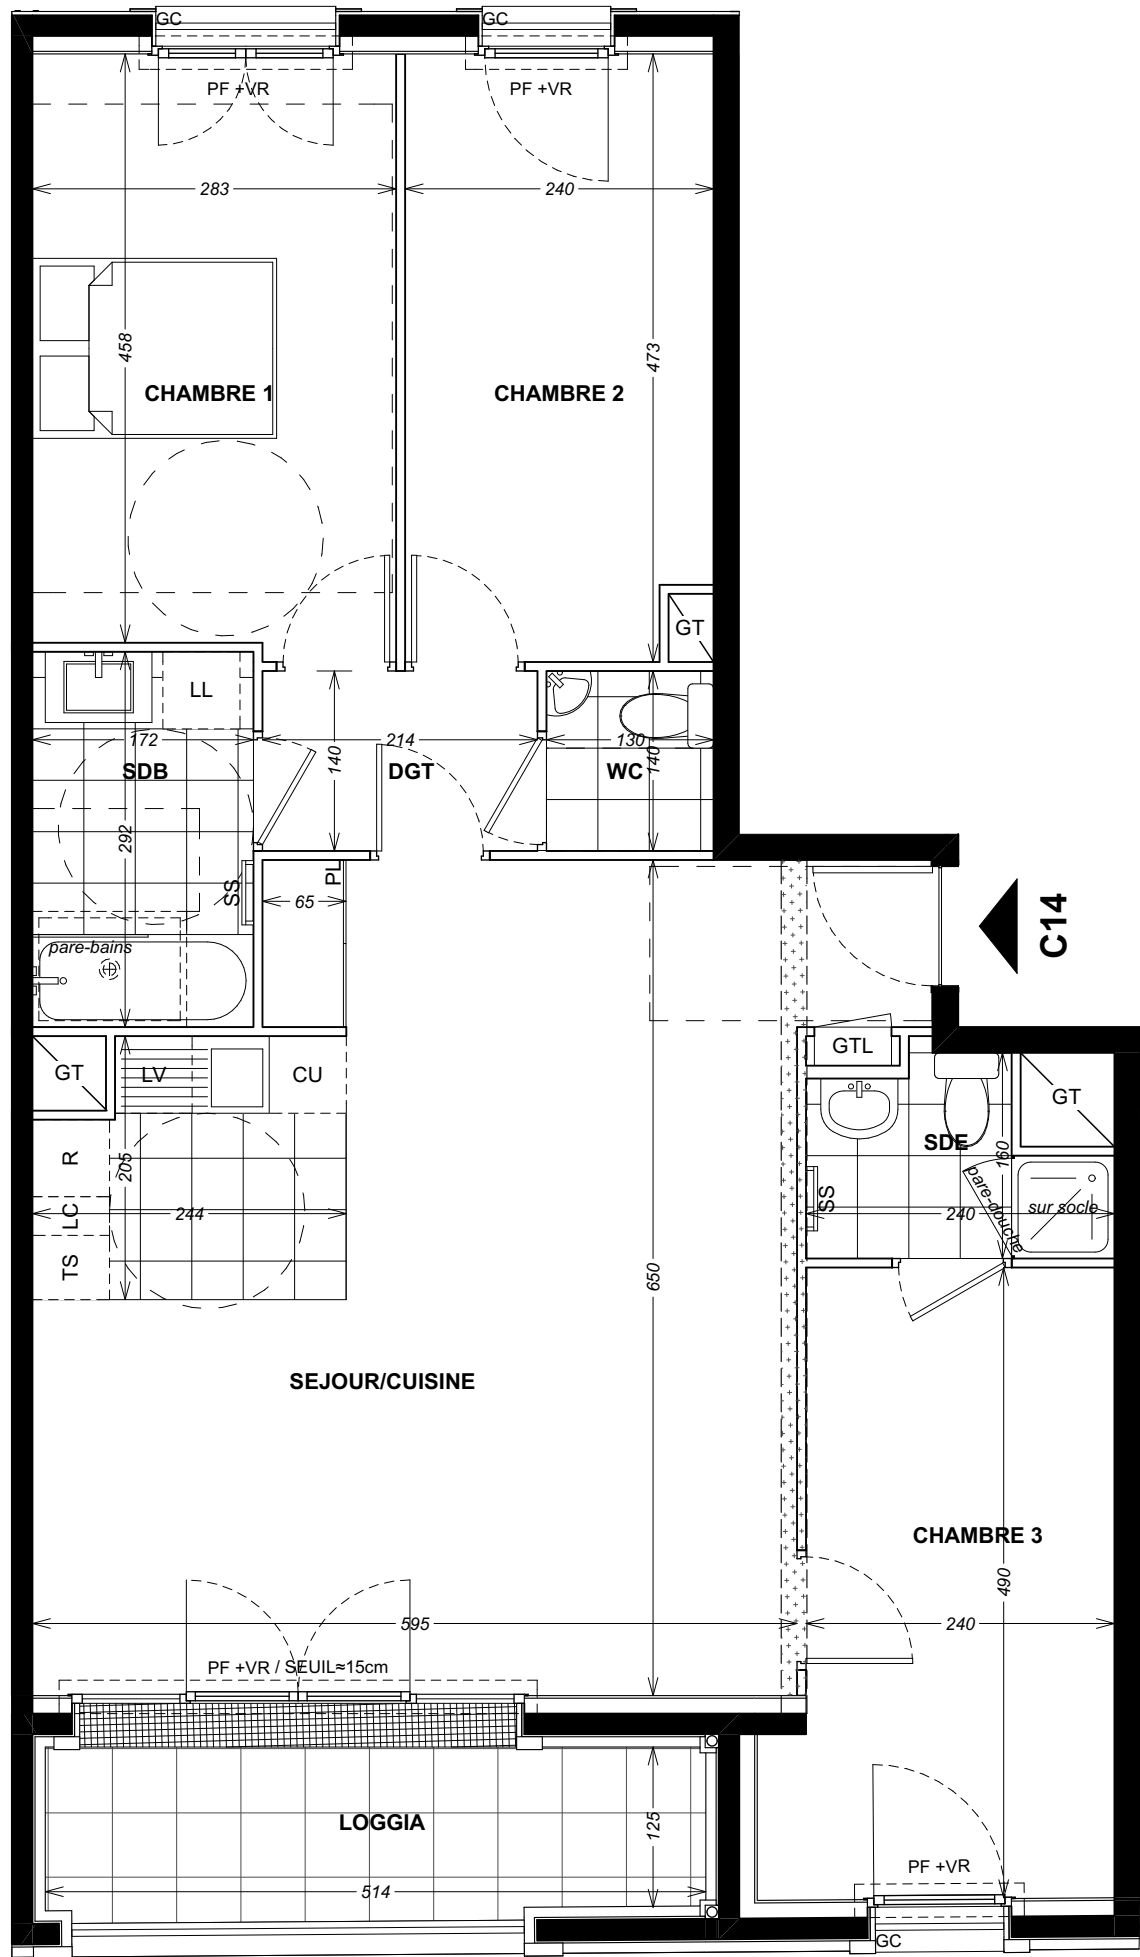 GC
GC
PF +VR
PF +VR
283
240
458
473
CHAMBRE 1
CHAMBRE 2
GT
LL
172
214
130
140
140
SDB
DGT
WC
292
SS
PL
65
pare-bains
C14
GT
LV
CU
GTL
GT
SDE
160
R
205
LC
244
TS
SS
240
pare-douche
sur socle
650
SEJOUR/CUISINE
CHAMBRE 3
490
595
240
PF +VR / SEUIL≈15cm
LOGGIA
125
514
PF +VR
GC